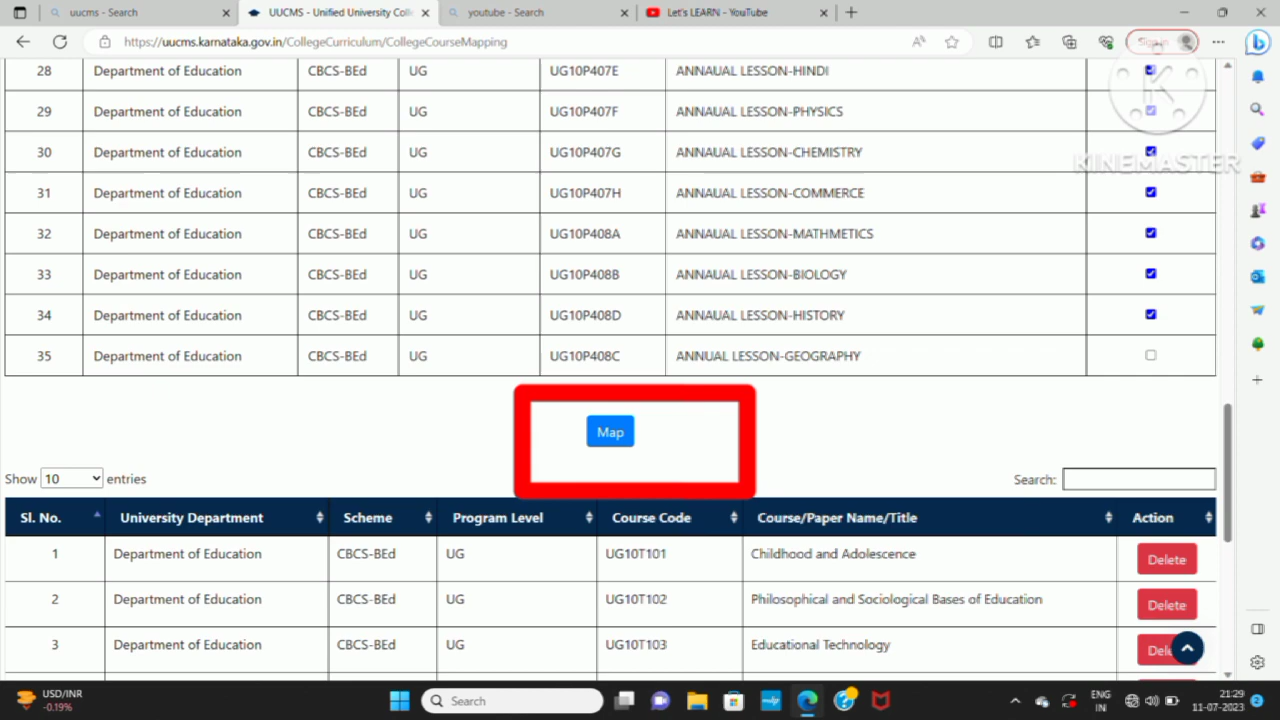 uucms - Search
UUCMS - Unified University Coll
youtube - Search
Let's LEARN - YouTube
https://uucms.karnataka.gov.in/CollegeCurriculum/CollegeCourseMapping
Sign in
KINEMASTER
28 Department of Education CBCS-BEd UG UG10P407E ANNAUAL LESSON-HINDI
29 Department of Education CBCS-BEd UG UG10P407F ANNAUAL LESSON-PHYSICS
30 Department of Education CBCS-BEd UG UG10P407G ANNAUAL LESSON-CHEMISTRY
31 Department of Education CBCS-BEd UG UG10P407H ANNAUAL LESSON-COMMERCE
32 Department of Education CBCS-BEd UG UG10P408A ANNAUAL LESSON-MATHMETICS
33 Department of Education CBCS-BEd UG UG10P408B ANNAUAL LESSON-BIOLOGY
34 Department of Education CBCS-BEd UG UG10P408D ANNAUAL LESSON-HISTORY
35 Department of Education CBCS-BEd UG UG10P408C ANNUAL LESSON-GEOGRAPHY
Map
Show 10 entries Search:
Sl. No. University Department Scheme Program Level Course Code Course/Paper Name/Title Action
1 Department of Education CBCS-BEd UG UG10T101 Childhood and Adolescence Delete
2 Department of Education CBCS-BEd UG UG10T102 Philosophical and Sociological Bases of Education Delete
3 Department of Education CBCS-BEd UG UG10T103 Educational Technology Dele
USD/INR
-0.19%
Search
ENG
IN
21:29
11-07-2023